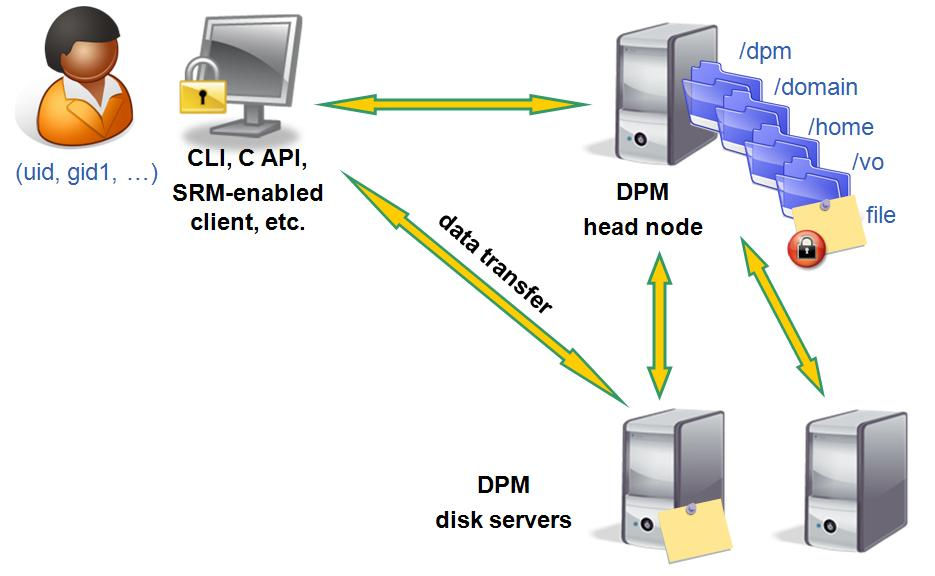 /dpm
/domain
/home
/vo
file
(uid, gid1, …)
CLI, C API,
SRM-enabled
client, etc.
DPM
head node
data transfer
DPM
disk servers